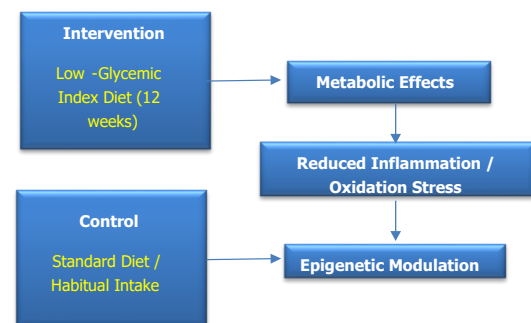 Intervention
Low -Glycemic
Index Diet (12
weeks)
Metabolic Effects
Reduced Inflammation /
Oxidation Stress
Control
Standard Diet /
Habitual Intake
Epigenetic Modulation